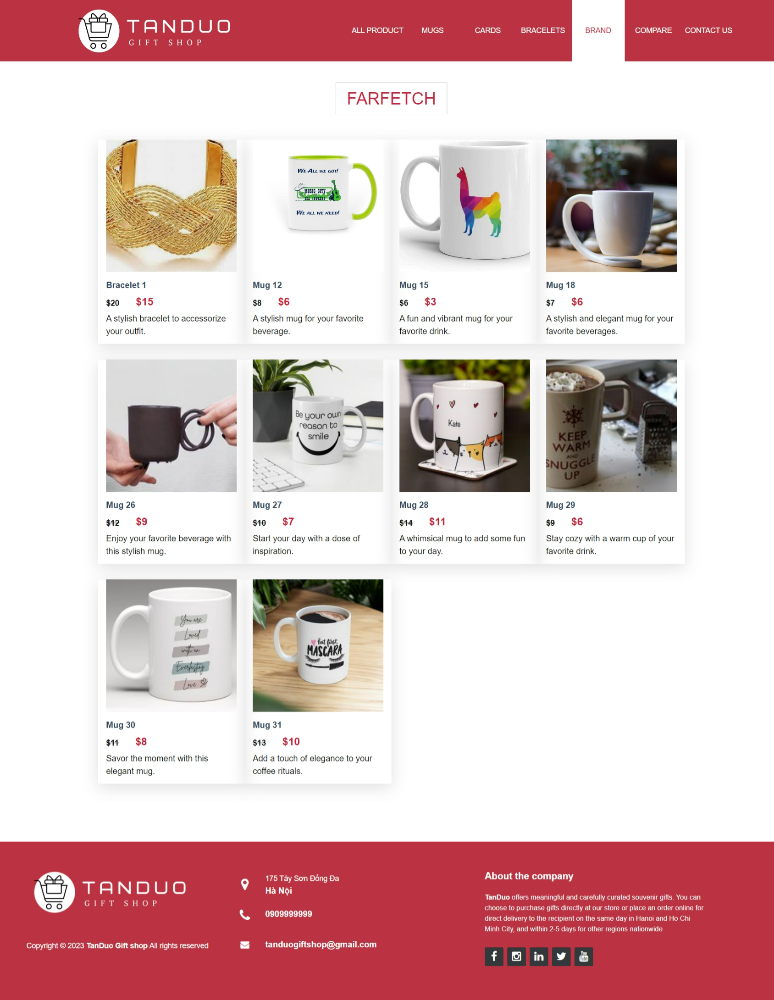 TANDUO
GIFT SHOP
ALL PRODUCT
MUGS
CARDS
BRACELETS
BRAND
COMPARE
CONTACT US
FARFETCH
WE ALL WE GOT!
MUSIC CITY
SEA HAWKERS
WE ALL WE NEED!
Bracelet 1
$20 $15
A stylish bracelet to accessorize
your outfit.
Mug 12
$8 $6
A stylish mug for your favorite
beverage.
Mug 15
$6 $3
A fun and vibrant mug for your
favorite drink.
Mug 18
$7 $6
A stylish and elegant mug for your
favorite beverages.
Be your own
reason to
smile
Kate
KEEP
WARM
AND
SNUGGLE
UP
Mug 26
$12 $9
Enjoy your favorite beverage with
this stylish mug.
Mug 27
$10 $7
Start your day with a dose of
inspiration.
Mug 28
$14 $11
A whimsical mug to add some fun
to your day.
Mug 29
$9 $6
Stay cozy with a warm cup of your
favorite drink.
You are
Loved
with an
Everlasting
Love
but first
MASCARA
Mug 30
$11 $8
Savor the moment with this
elegant mug.
Mug 31
$13 $10
Add a touch of elegance to your
coffee rituals.
TANDUO
GIFT SHOP
Copyright © 2023 TanDuo Gift shop All rights reserved
175 Tây Sơn Đống Đa
Hà Nội
0909999999
tanduogiftshop@gmail.com
About the company
TanDuo offers meaningful and carefully curated souvenir gifts. You can
choose to purchase gifts directly at our store or place an order online for
direct delivery to the recipient on the same day in Hanoi and Ho Chi
Minh City, and within 2-5 days for other regions nationwide
You
Tube